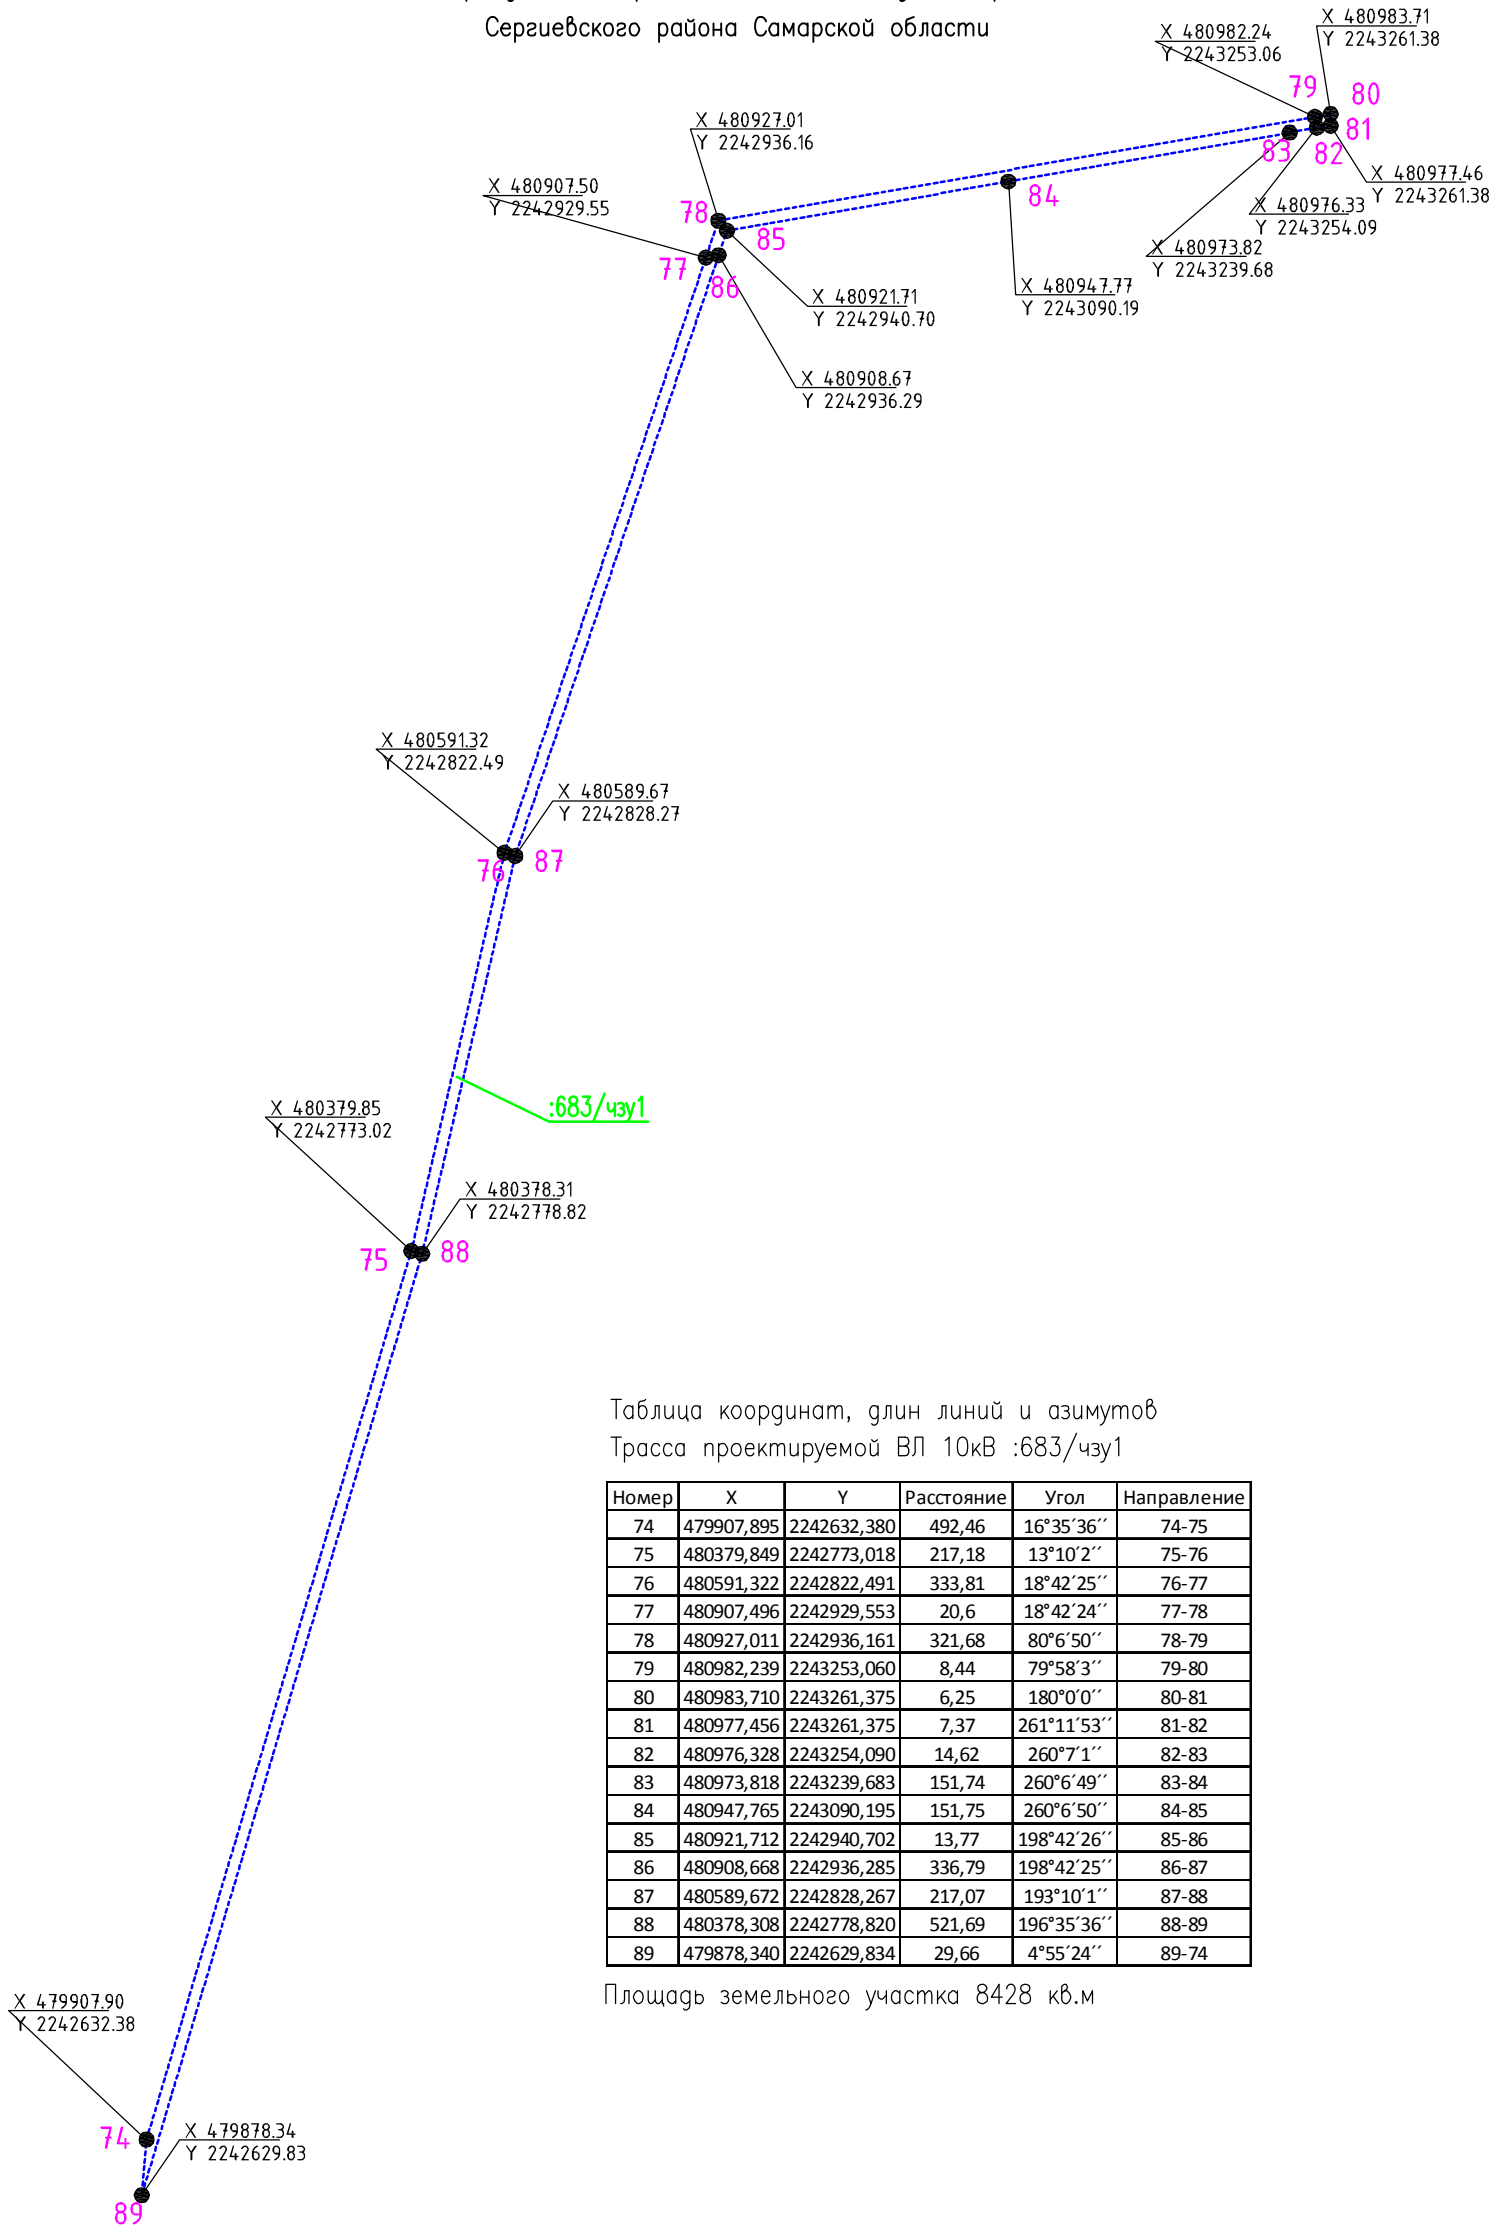 Сергиевского района Самарской области
X 480983.71
Y 2243261.38
X 480982.24
Y 2243253.06
79
80
81
82
83
X 480927.01
Y 2242936.16
X 480977.46
Y 2243261.38
X 480907.50
Y 2242929.55
84
78
85
X 480976.33
Y 2243254.09
X 480973.82
Y 2243239.68
77
86
X 480947.77
Y 2243090.19
X 480921.71
Y 2242940.70
X 480908.67
Y 2242936.29
X 480591.32
Y 2242822.49
X 480589.67
Y 2242828.27
76
87
:683/чзу1
X 480379.85
Y 2242773.02
X 480378.31
Y 2242778.82
75
88
Таблица координат, длин линий и азимутов
Трасса проектируемой ВЛ 10кВ :683/чзу1
Номер X Y Расстояние Угол Направление
74 479907,895 2242632,380 492,46 16°35´36´´ 74-75
75 480379,849 2242773,018 217,18 13°10´2´´ 75-76
76 480591,322 2242822,491 333,81 18°42´25´´ 76-77
77 480907,496 2242929,553 20,6 18°42´24´´ 77-78
78 480927,011 2242936,161 321,68 80°6´50´´ 78-79
79 480982,239 2243253,060 8,44 79°58´3´´ 79-80
80 480983,710 2243261,375 6,25 180°0´0´´ 80-81
81 480977,456 2243261,375 7,37 261°11´53´´ 81-82
82 480976,328 2243254,090 14,62 260°7´1´´ 82-83
83 480973,818 2243239,683 151,74 260°6´49´´ 83-84
84 480947,765 2243090,195 151,75 260°6´50´´ 84-85
85 480921,712 2242940,702 13,77 198°42´26´´ 85-86
86 480908,668 2242936,285 336,79 198°42´25´´ 86-87
87 480589,672 2242828,267 217,07 193°10´1´´ 87-88
88 480378,308 2242778,820 521,69 196°35´36´´ 88-89
89 479878,340 2242629,834 29,66 4°55´24´´ 89-74
Площадь земельного участка 8428 кв.м
X 479907.90
Y 2242632.38
74
X 479878.34
Y 2242629.83
89